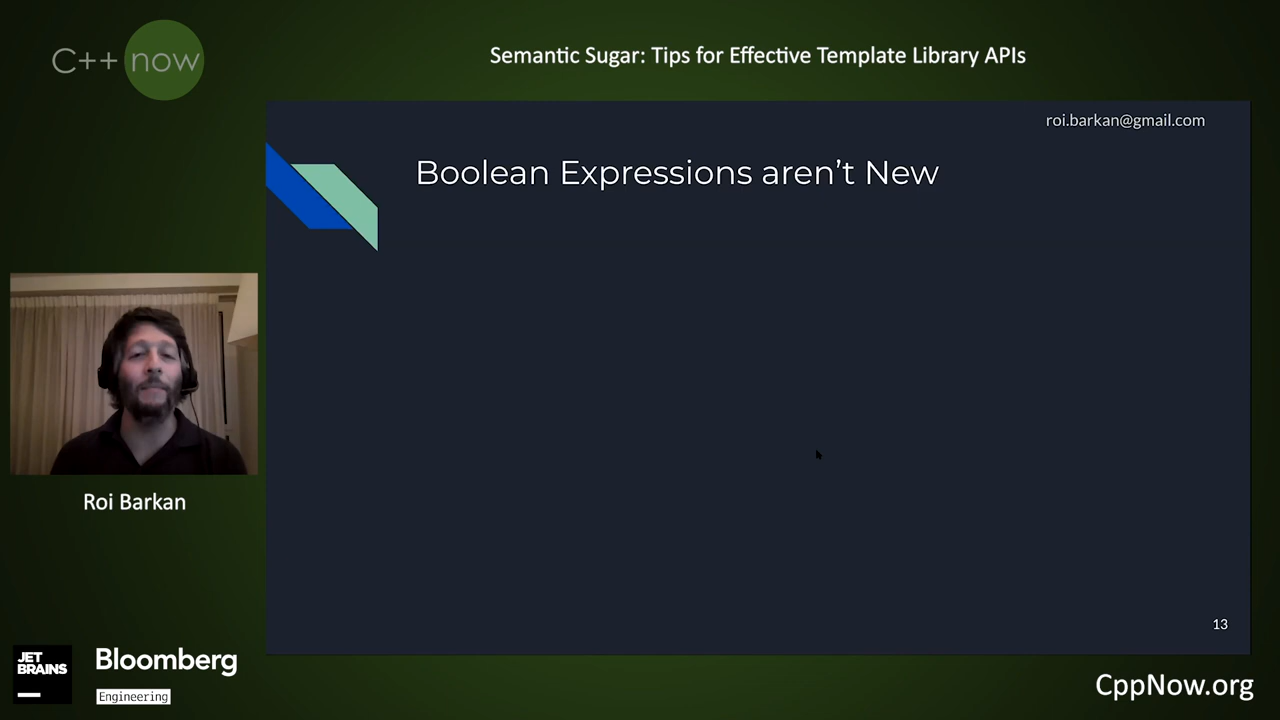 C++ now
Semantic Sugar: Tips for Effective Template Library APIs
roi.barkan@gmail.com
Boolean Expressions aren’t New
Roi Barkan
13
JET
BRAINS
Bloomberg
Engineering
CppNow.org